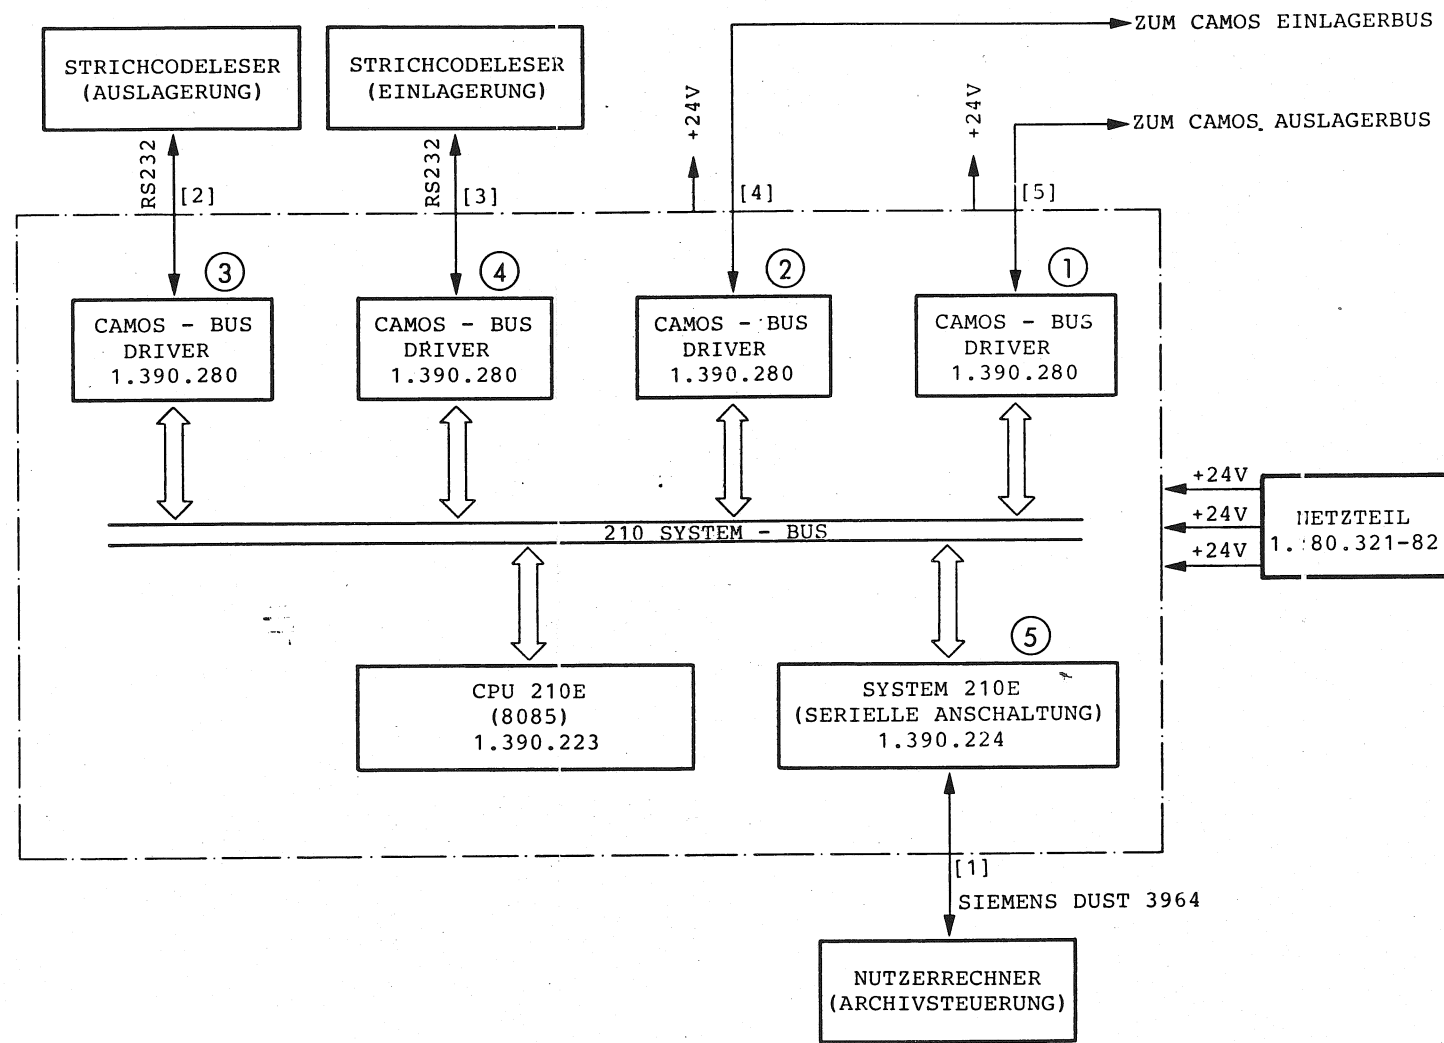 ZUM CAMOS EINLAGERBUS
STRICHCODELESER
(AUSLAGERUNG)
STRICHCODELESER
(EINLAGERUNG)
+24V
+24V
ZUM CAMOS AUSLAGERBUS
RS232
[2]
RS232
[3]
[4]
[5]
3
4
2
1
CAMOS - BUS
DRIVER
1.390.280
CAMOS - BUS
DRIVER
1.390.280
CAMOS - BUS
DRIVER
1.390.280
CAMOS - BUS
DRIVER
1.390.280
+24V
+24V
+24V
NETZTEIL
210 SYSTEM - BUS
5
CPU 210E
(8085)
1.390.223
SYSTEM 210E
(SERIELLE ANSCHALTUNG)
1.390.224
[1]
SIEMENS DUST 3964
NUTZERRECHNER
(ARCHIVSTEUERUNG)